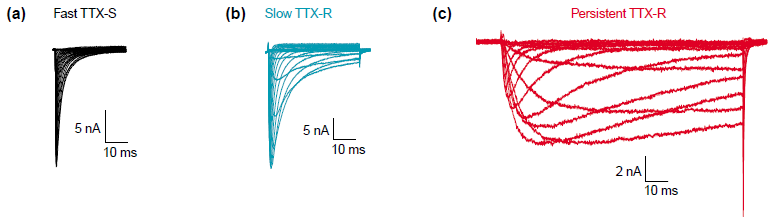 (a) Fast TTX-S
5 nA
10 ms
(b) Slow TTX-R
5 nA
10 ms
(c) Persistent TTX-R
2 nA
10 ms